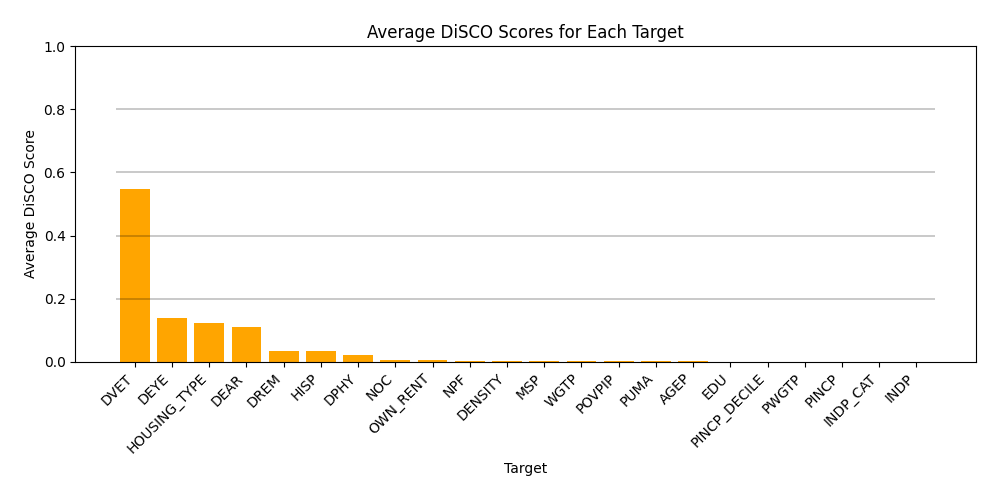 Average DiSCO Scores for Each Target
1.0
0.8
0.6
0.4
0.2
0.0
Average DiSCO Score
DVET
DEYE
HOUSING_TYPE
DEAR
DREM
HISP
DPHY
NOC
OWN_RENT
NPF
DENSITY
MSP
WGTP
POVPIP
PUMA
AGEP
EDU
PINCP_DECILE
PWGTP
PINCP
INDP_CAT
INDP
Target